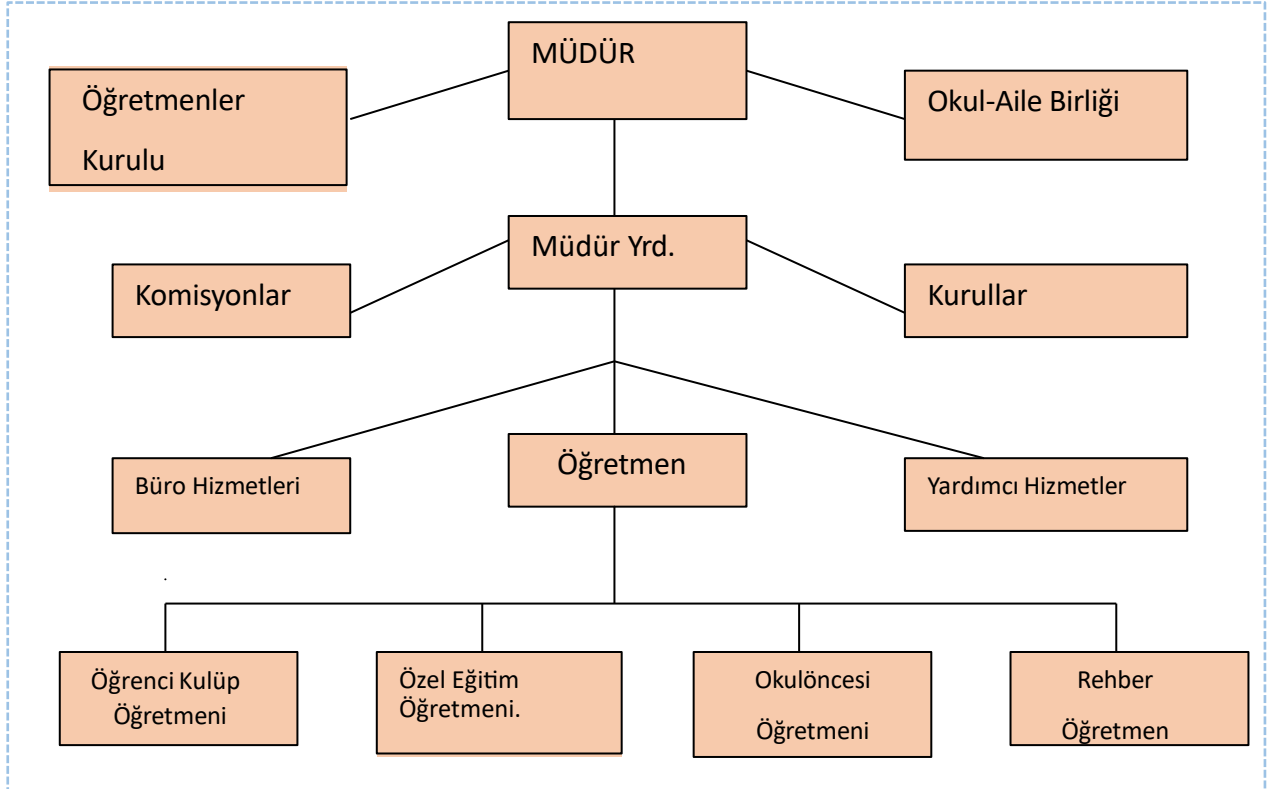 MÜDÜR
Öğretmenler
Kurulu
Okul-Aile Birliği
Müdür Yrd.
Komisyonlar
Kurullar
Büro Hizmetleri
Öğretmen
Yardımcı Hizmetler
Öğrenci Kulüp
Öğretmeni
Özel Eğitim
Öğretmeni.
Okulöncesi
Öğretmeni
Rehber
Öğretmen